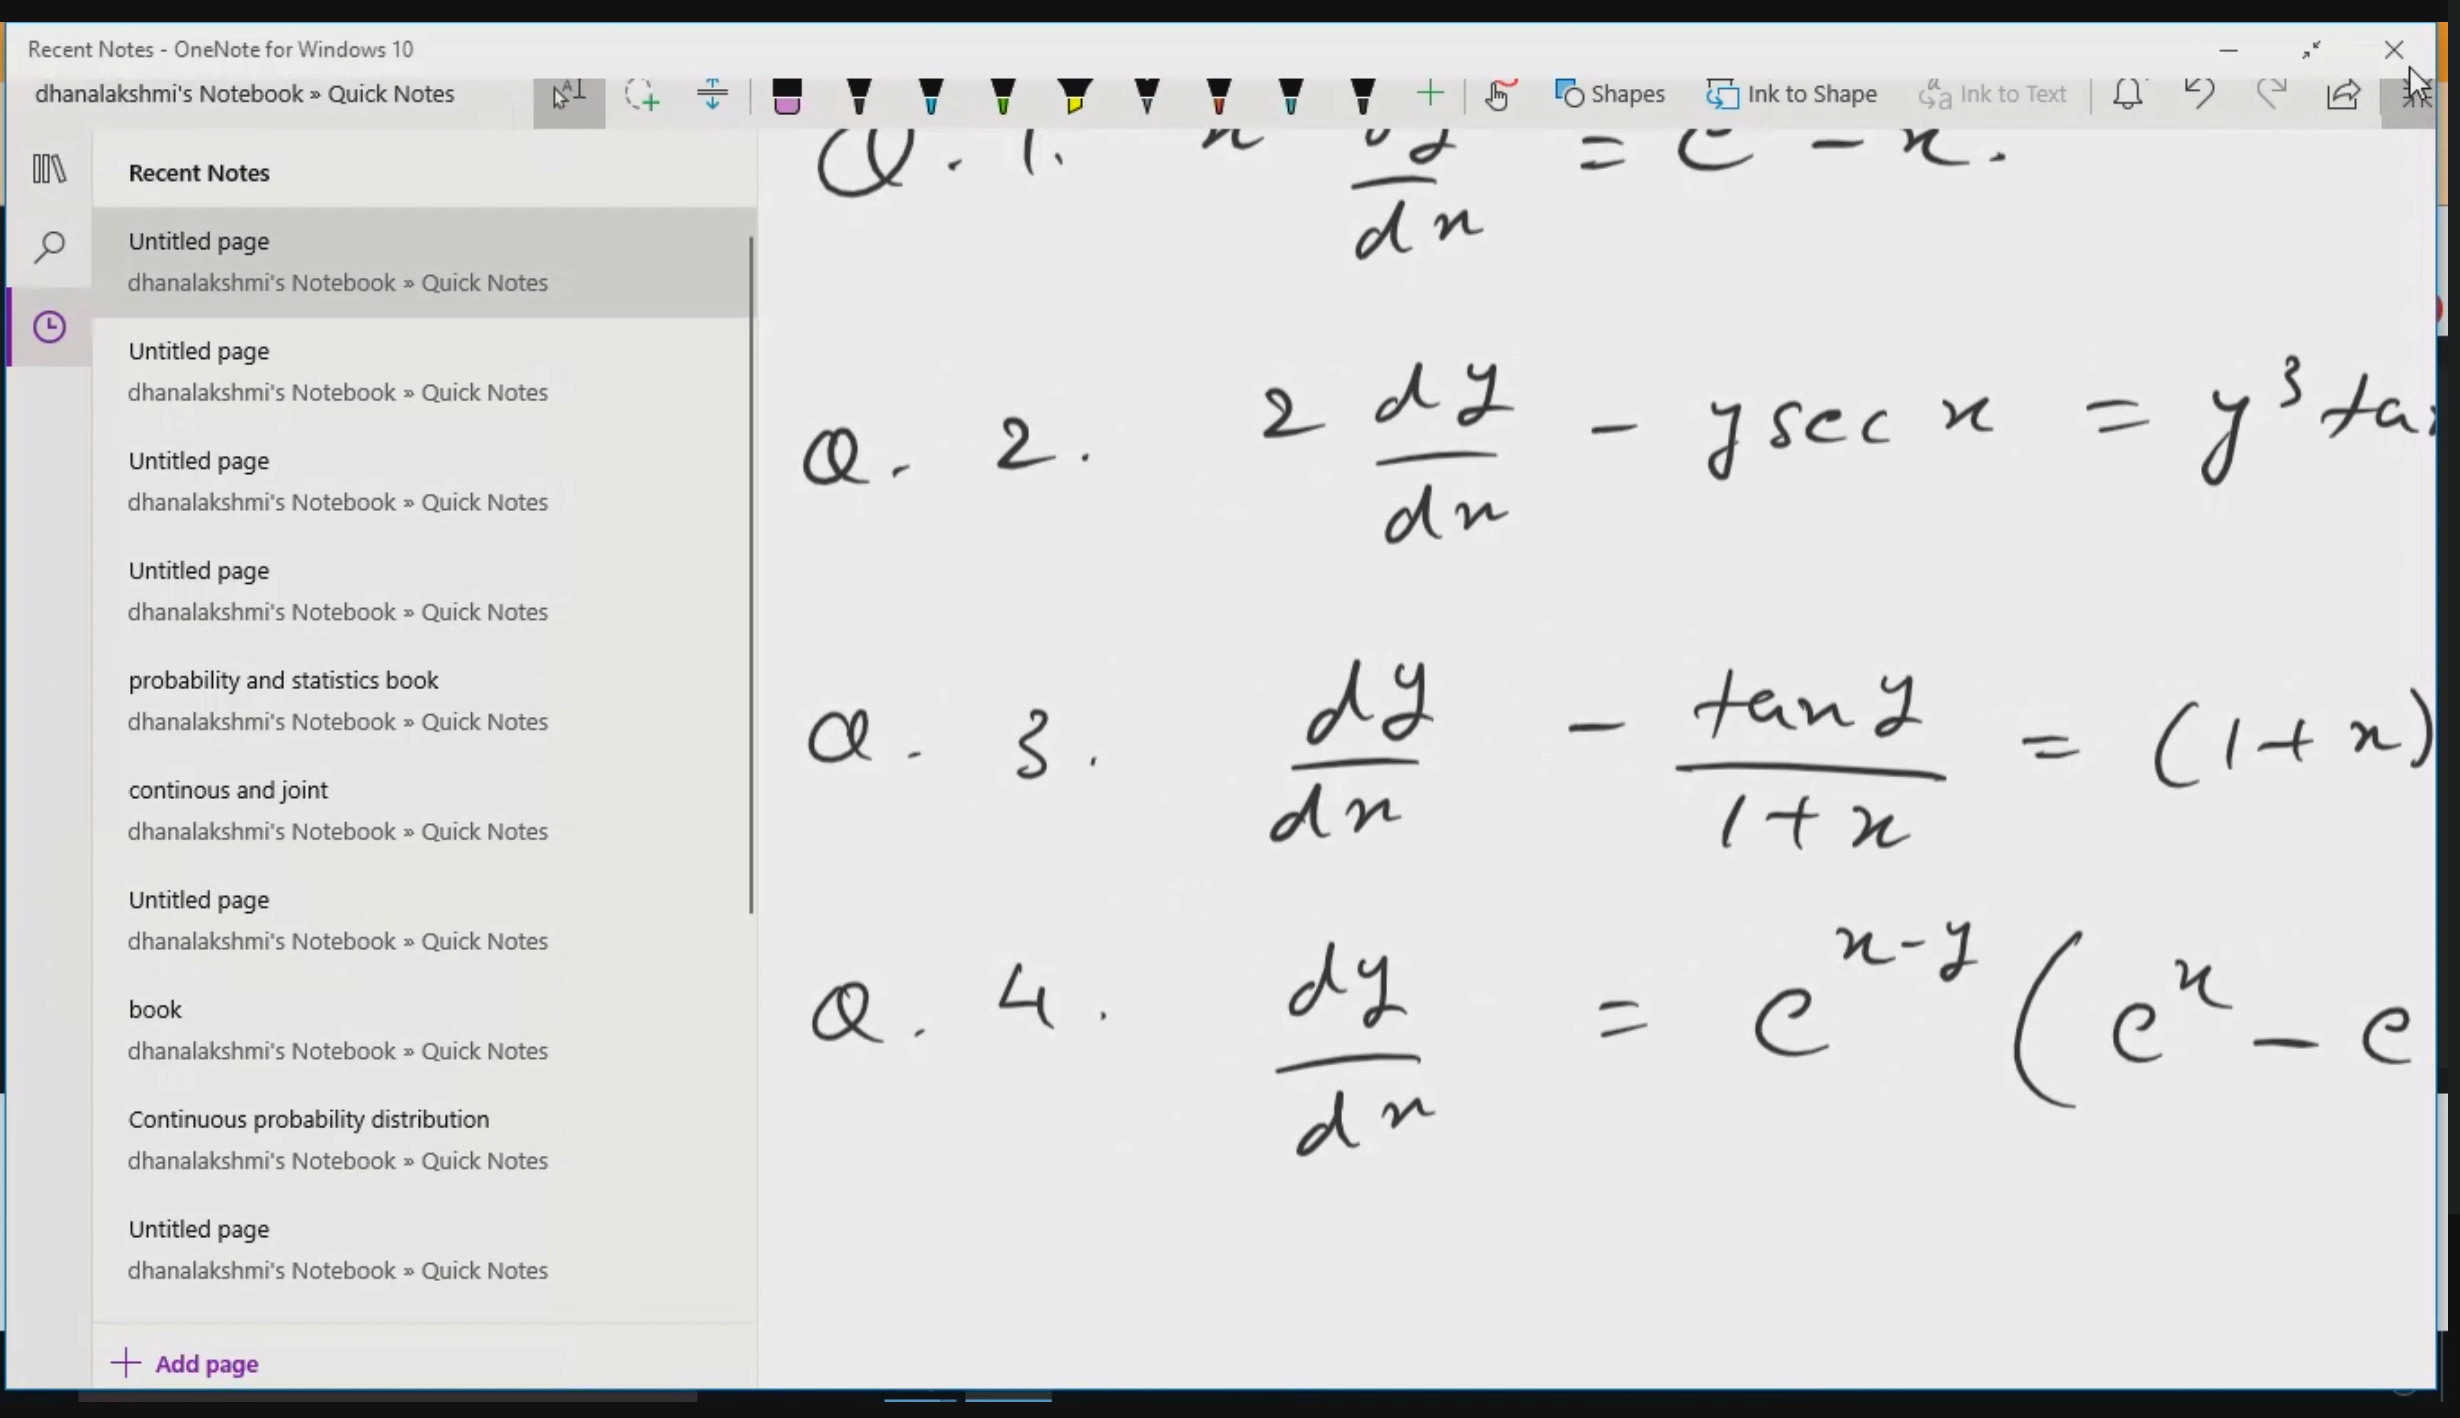 Recent Notes - OneNote for Windows 10
dhanalakshmi's Notebook » Quick Notes
Shapes
Ink to Shape
Ink to Text
Recent Notes
Untitled page
dhanalakshmi's Notebook » Quick Notes
Untitled page
dhanalakshmi's Notebook » Quick Notes
Untitled page
dhanalakshmi's Notebook » Quick Notes
Untitled page
dhanalakshmi's Notebook » Quick Notes
probability and statistics book
dhanalakshmi's Notebook » Quick Notes
continous and joint
dhanalakshmi's Notebook » Quick Notes
Untitled page
dhanalakshmi's Notebook » Quick Notes
book
dhanalakshmi's Notebook » Quick Notes
Continuous probability distribution
dhanalakshmi's Notebook » Quick Notes
Untitled page
dhanalakshmi's Notebook » Quick Notes
Add page
Q. 1. x dy/dx = e - x.
Q. 2. 2 dy/dx - y sec x = y³ ta
Q. 3. dy/dx - tan y/1+x = (1+x)
Q. 4. dy/dx = e^x-y (e^x - e